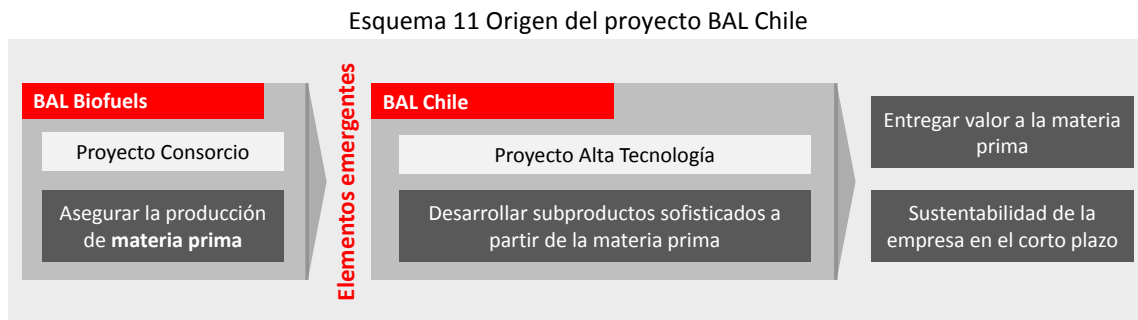 Esquema 11 Origen del proyecto BAL Chile
BAL Biofuels
Proyecto Consorcio
Asegurar la producción
de materia prima
Elementos emergentes
BAL Chile
Proyecto Alta Tecnología
Desarrollar subproductos sofisticados a
partir de la materia prima
Entregar valor a la materia
prima
Sustentabilidad de la
empresa en el corto plazo